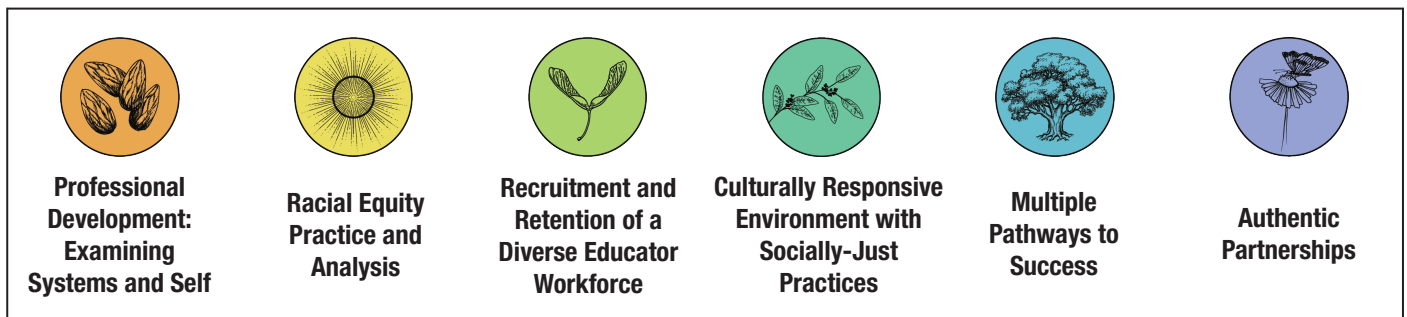 Professional
Development:
Examining
Systems and Self
Racial Equity
Practice and
Analysis
Recruitment and
Retention of a
Diverse Educator
Workforce
Culturally Responsive
Environment with
Socially-Just
Practices
Multiple
Pathways to
Success
Authentic
Partnerships